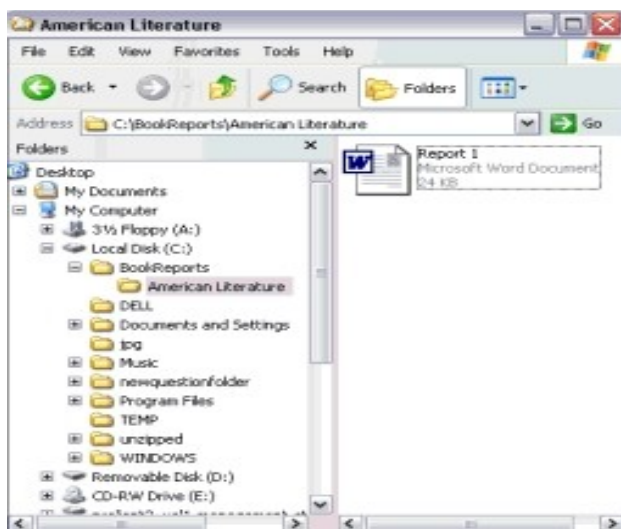 American Literature
File Edit View Favorites Tools Help
Back Search Folders
Address C:\BookReports\American Literature Go
Folders
Desktop
My Documents
My Computer
3½ Floppy (A:)
Local Disk (C:)
BookReports
American Literature
DELL
Documents and Settings
jpg
Music
newquestionfolder
Program Files
TEMP
unzipped
WINDOWS
Removable Disk (D:)
CD-RW Drive (E:)
Report 1
Microsoft Word Document
24 KB